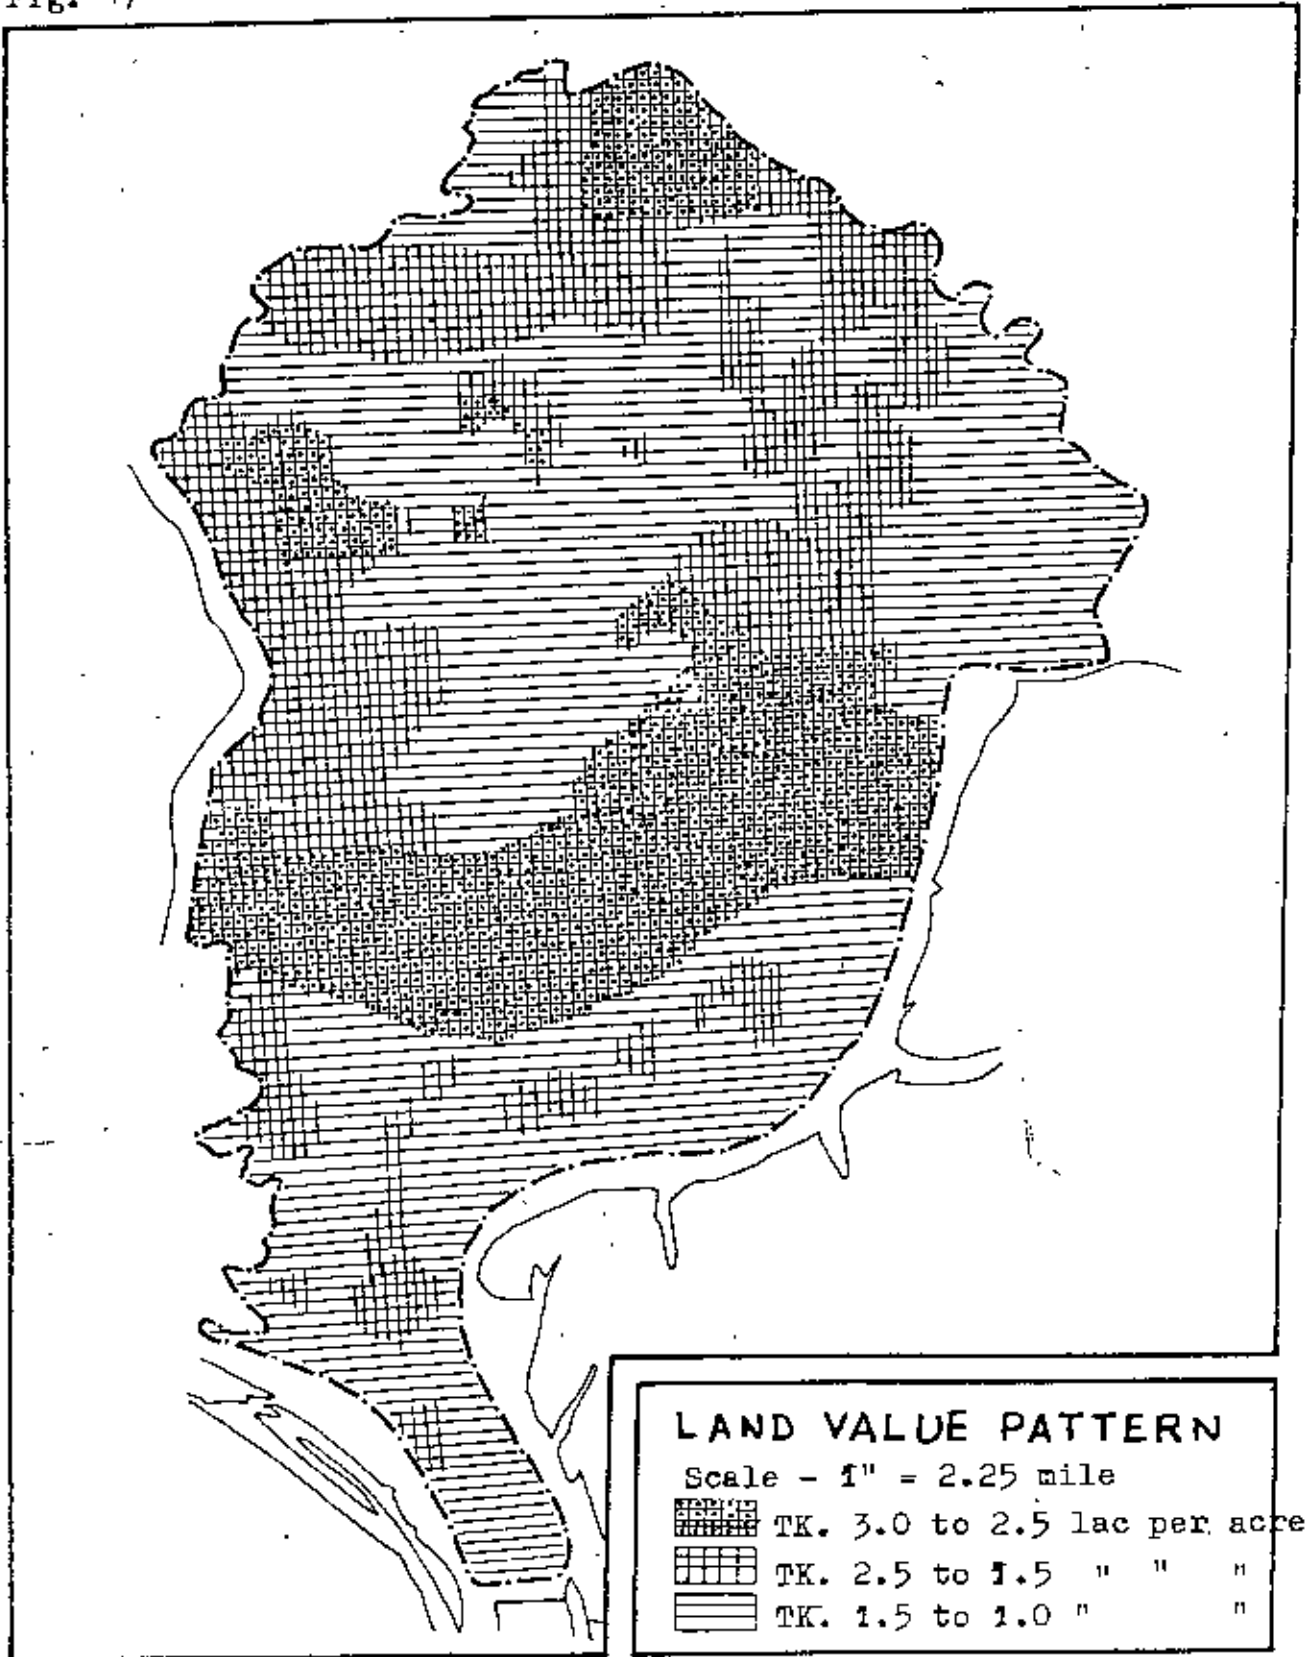 Fig.
LAND VALUE PATTERN
Scale - 1" = 2.25 mile
TK. 3.0 to 2.5 lac per acre
TK. 2.5 to 1.5 " " "
TK. 1.5 to 1.0 " "